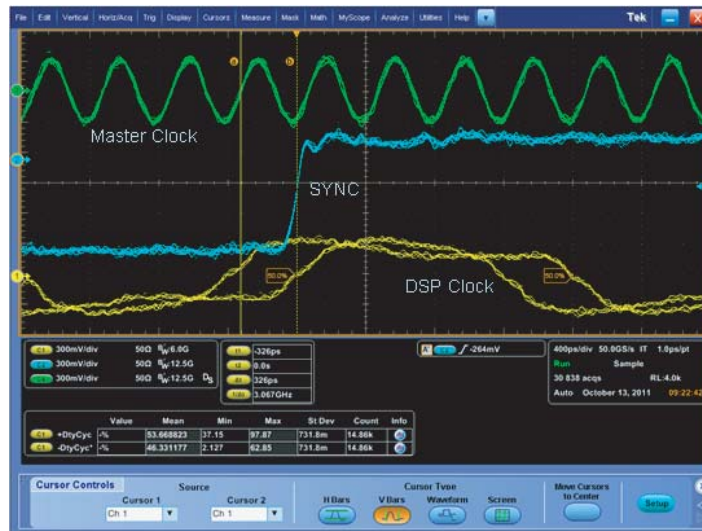 File Edit Vertical Horiz/Acq Trig Display Cursors Measure Mask Math MyScope Analyze Utilities Help Tek
a b
Master Clock
SYNC
50.0% 50.0%
DSP Clock
300mV/div 50Ω :6.0G
300mV/div 50Ω :12.5G
300mV/div 50Ω :12.5G
t1 -326ps
t2 0.0s
326ps
3.067GHz
-264mV
400ps/div 50.0GS/s IT 1.0ps/pt
Run Sample
30 838 acqs RL:4.0k
Auto October 13, 2011 09:22:42
Value Mean Min Max St Dev Count Info
C1 +DtyCyc -% 53.668823 37.15 97.87 731.8m 14.86k
-DtyCyc* -% 46.331177 2.127 62.85 731.8m 14.86k
Cursor Controls
Source
Cursor 1 Cursor 2
Ch 1 Ch 1
Cursor Type
H Bars V Bars Waveform Screen
Move Cursors to Center
Setup